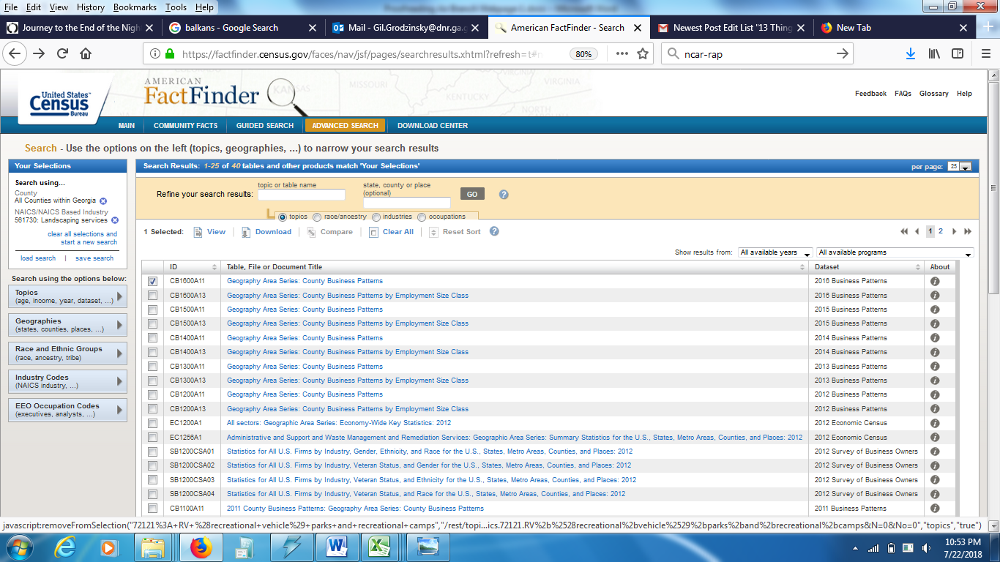 Proofreading to Branch Webpage-2.docx - Microsoft Word
File Edit View History Bookmarks Tools Help
Journey to the End of the Nigh
balkans - Google Search
Mail - Gil.Grodzinsky@dnr.ga.g
American FactFinder - Search
Newest Post Edit List "13 Thing
New Tab
https://factfinder.census.gov/faces/nav/jsf/pages/searchresults.xhtml?refresh=t#
80%
ncar-rap
United States™
Census
Bureau
AMERICAN
FactFinder
KANSAS
MISSOURI
VIRGINIA
VIRGINIA
KENTUCKY
NORTH
CAROLINA
Feedback FAQs Glossary Help
MAIN COMMUNITY FACTS GUIDED SEARCH ADVANCED SEARCH DOWNLOAD CENTER
Search - Use the options on the left (topics, geographies, ...) to narrow your search results
Your Selections
Search using...
County
All Counties within Georgia
NAICS/NAICS Based Industry
561730: Landscaping services
clear all selections and
start a new search
load search | save search
Search using the options below:
Topics
(age, income, year, dataset, ...)
Geographies
(states, counties, places, ...)
Race and Ethnic Groups
(race, ancestry, tribe)
Industry Codes
(NAICS industry, ...)
EEO Occupation Codes
(executives, analysts, ...)
Search Results: 1-25 of 40 tables and other products match 'Your Selections'
per page: 25
Refine your search results:
topic or table name
state, county or place
(optional)
GO
topics race/ancestry industries occupations
1 Selected: View | Download | Compare | Clear All | Reset Sort
1 2
Show results from: All available years All available programs
ID Table, File or Document Title Dataset About
CB1600A11 Geography Area Series: County Business Patterns 2016 Business Patterns
CB1600A13 Geography Area Series: County Business Patterns by Employment Size Class 2016 Business Patterns
CB1500A11 Geography Area Series: County Business Patterns 2015 Business Patterns
CB1500A13 Geography Area Series: County Business Patterns by Employment Size Class 2015 Business Patterns
CB1400A11 Geography Area Series: County Business Patterns 2014 Business Patterns
CB1400A13 Geography Area Series: County Business Patterns by Employment Size Class 2014 Business Patterns
CB1300A11 Geography Area Series: County Business Patterns 2013 Business Patterns
CB1300A13 Geography Area Series: County Business Patterns by Employment Size Class 2013 Business Patterns
CB1200A11 Geography Area Series: County Business Patterns 2012 Business Patterns
CB1200A13 Geography Area Series: County Business Patterns by Employment Size Class 2012 Business Patterns
EC1200A1 All sectors: Geographic Area Series: Economy-Wide Key Statistics: 2012 2012 Economic Census
EC1256A1 Administrative and Support and Waste Management and Remediation Services: Geographic Area Series: Summary Statistics for the U.S., States, Metro Areas, Counties, and Places: 2012 2012 Economic Census
SB1200CSA01 Statistics for All U.S. Firms by Industry, Gender, Ethnicity, and Race for the U.S., States, Metro Areas, Counties, and Places: 2012 2012 Survey of Business Owners
SB1200CSA02 Statistics for All U.S. Firms by Industry, Veteran Status, and Gender for the U.S., States, Metro Areas, Counties, and Places: 2012 2012 Survey of Business Owners
SB1200CSA03 Statistics for All U.S. Firms by Industry, Veteran Status, and Ethnicity for the U.S., States, Metro Areas, Counties, and Places: 2012 2012 Survey of Business Owners
SB1200CSA04 Statistics for All U.S. Firms by Industry, Veteran Status, and Race for the U.S., States, Metro Areas, Counties, and Places: 2012 2012 Survey of Business Owners
CB1100A11 2011 County Business Patterns: Geography Area Series: County Business Patterns 2011 Business Patterns
javascript:removeFromSelection("72121%3A+RV+%28recreational+vehicle%29+parks+and+recreational+camps","/rest/topi...ics.72121.RV%2b%2528recreational%2bvehicle%2529%2bparks%2band%2brecreational%2bcamps&N=0&No=0","topics","true")
10:53 PM
7/22/2018